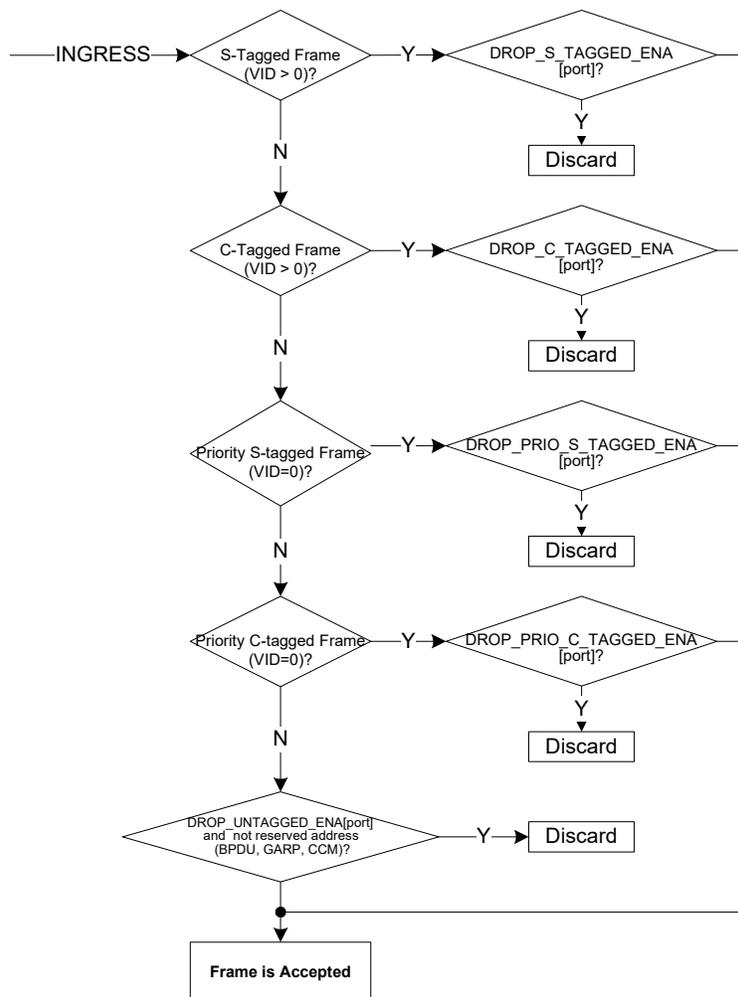 INGRESS
S-Tagged Frame
(VID > 0)?
Y
DROP_S_TAGGED_ENA
[port]?
Y
Discard
N
C-Tagged Frame
(VID > 0)?
Y
DROP_C_TAGGED_ENA
[port]?
Y
Discard
N
Priority S-tagged Frame
(VID=0)?
Y
DROP_PRIO_S_TAGGED_ENA
[port]?
Y
Discard
N
Priority C-tagged Frame
(VID=0)?
Y
DROP_PRIO_C_TAGGED_ENA
[port]?
Y
Discard
N
DROP_UNTAGGED_ENA[port]
and not reserved address
(BPDU, GARP, CCM)?
Y
Discard
Frame is Accepted